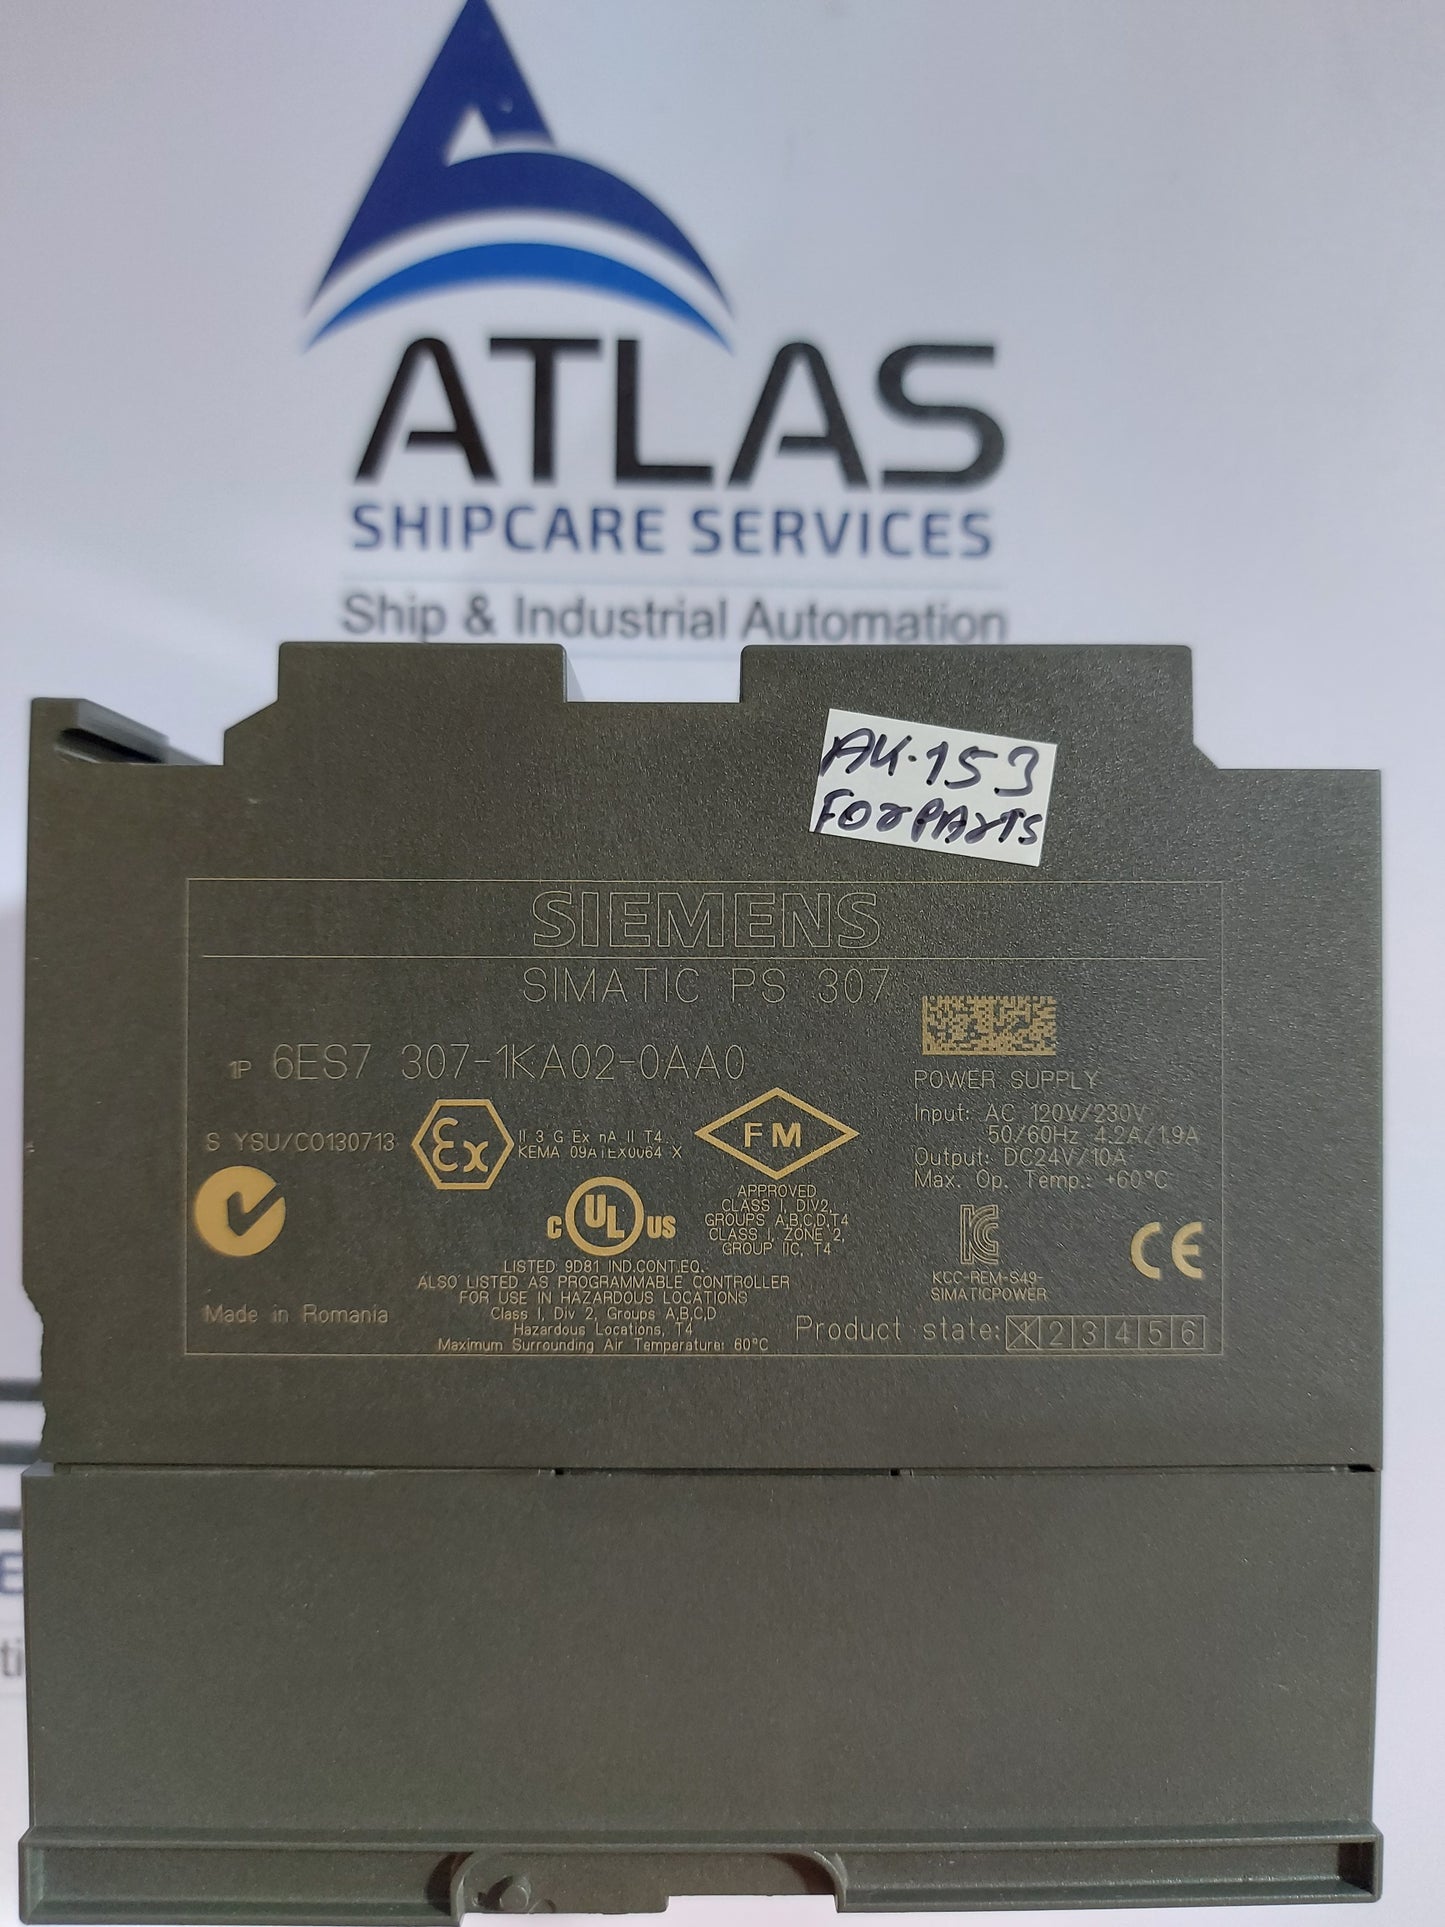 ATLAS
SHIPCARE SERVICES
Ship & Industrial Automation
AK-153
FOR PARTS
SIEMENS
SIMATIC PS 307
1P 6ES7 307-1KA02-0AA0
S YSU/C0130713
Ex
II 3 G Ex nA II T4
KEMA 09ATEX0064 X
FM
APPROVED
CLASS I, DIV2,
GROUPS A,B,C,D,T4
CLASS I, ZONE 2,
GROUP IIC, T4
POWER SUPPLY
Input: AC 120V/230V
50/60Hz 4.2A/1.9A
Output: DC24V/10A
Max. Op. Temp.: +60°C
C UL US
LISTED 9D81 IND.CONT.EQ.
ALSO LISTED AS PROGRAMMABLE CONTROLLER
FOR USE IN HAZARDOUS LOCATIONS
Class I, Div 2, Groups A,B,C,D
Hazardous Locations, T4
Maximum Surrounding Air Temperature: 60°C
KC
KCC-REM-S49-
SIMATICPOWER
CE
Made in Romania
Product state: X 2 3 4 5 6